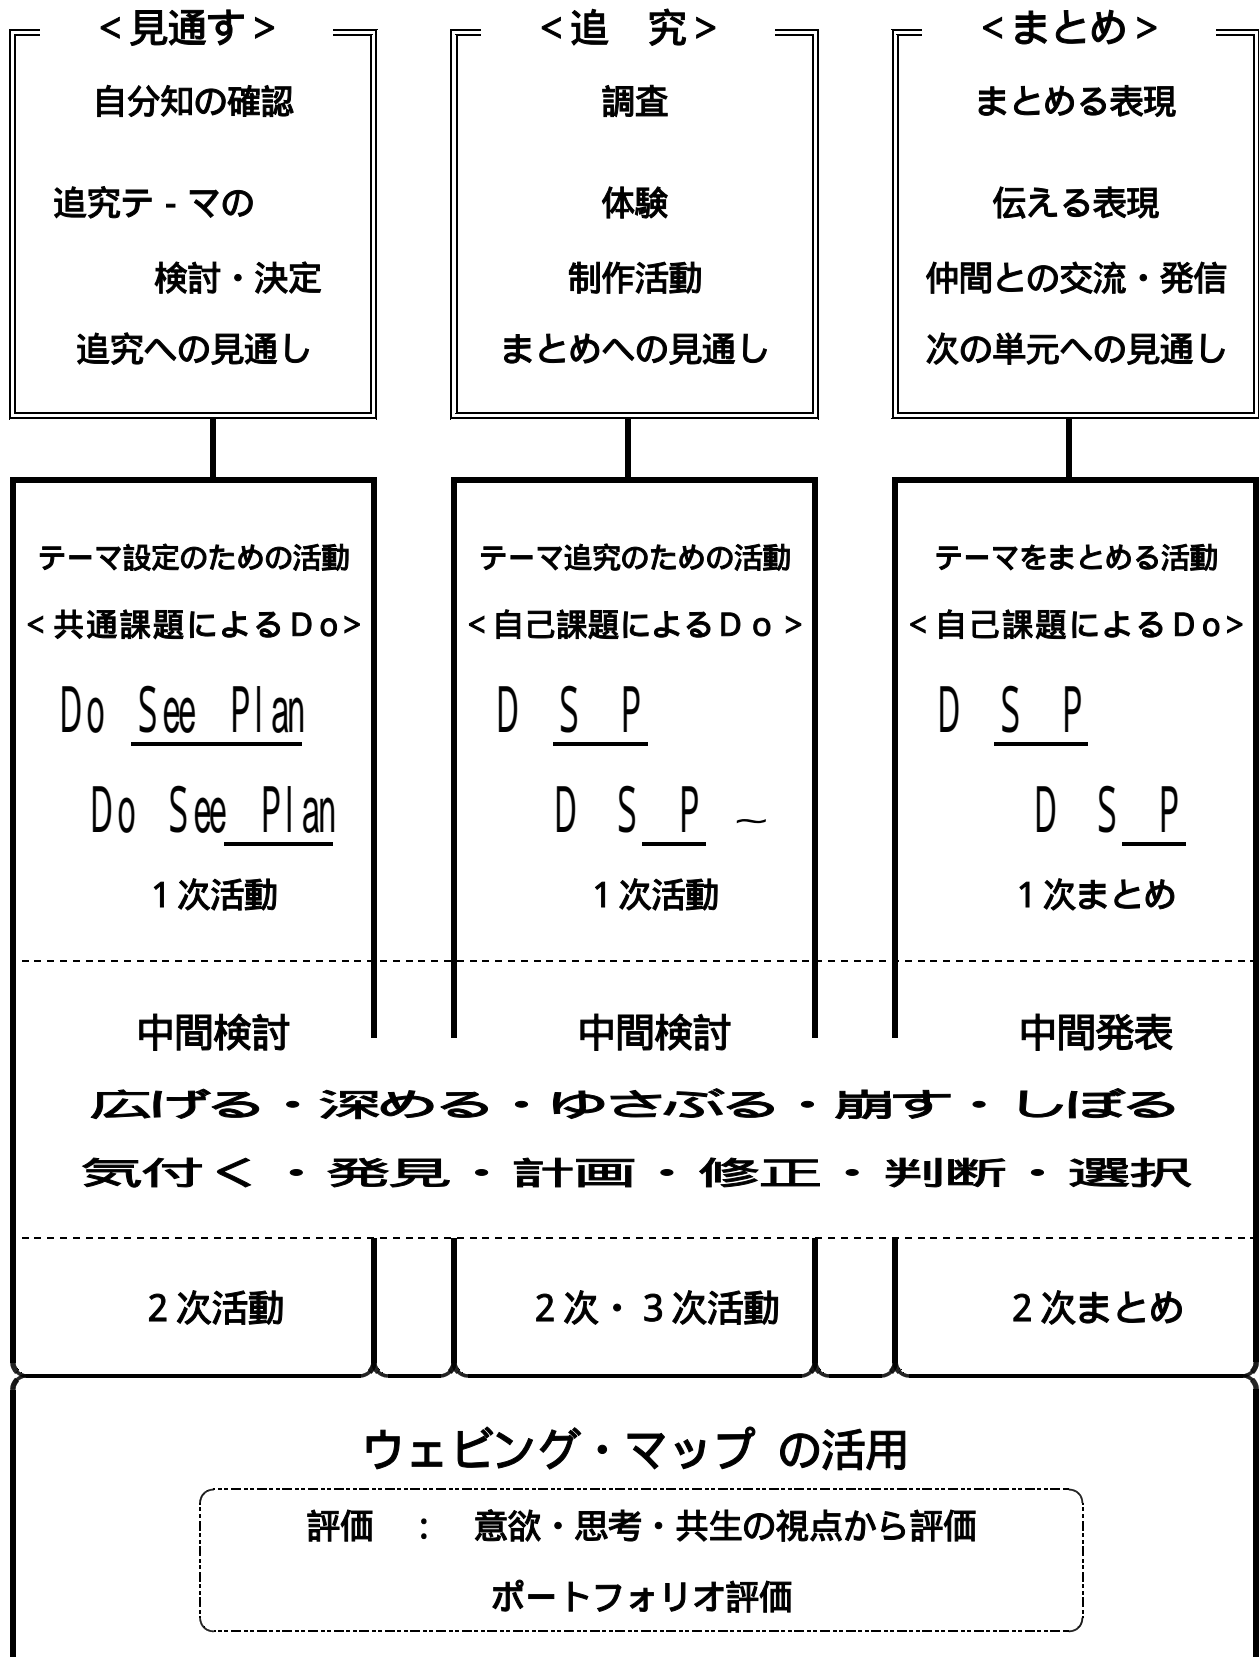 <見通す>
自分知の確認
追究テ-マの
検討・決定
追究への見通し
<追　究>
調査
体験
制作活動
まとめへの見通し
<まとめ>
まとめる表現
伝える表現
仲間との交流・発信
次の単元への見通し
テーマ設定のための活動
<共通課題によるDo>
Do See Plan
Do See Plan
1次活動
テーマ追究のための活動
<自己課題によるDo>
D S P
D S P ～
1次活動
テーマをまとめる活動
<自己課題によるDo>
D S P
D S P
1次まとめ
中間検討
中間検討
中間発表
広げる・深める・ゆさぶる・崩す・しぼる
気付く・発見・計画・修正・判断・選択
2次活動
2次・3次活動
2次まとめ
ウェビング・マップ の活用
評価　：　意欲・思考・共生の視点から評価
ポートフォリオ評価